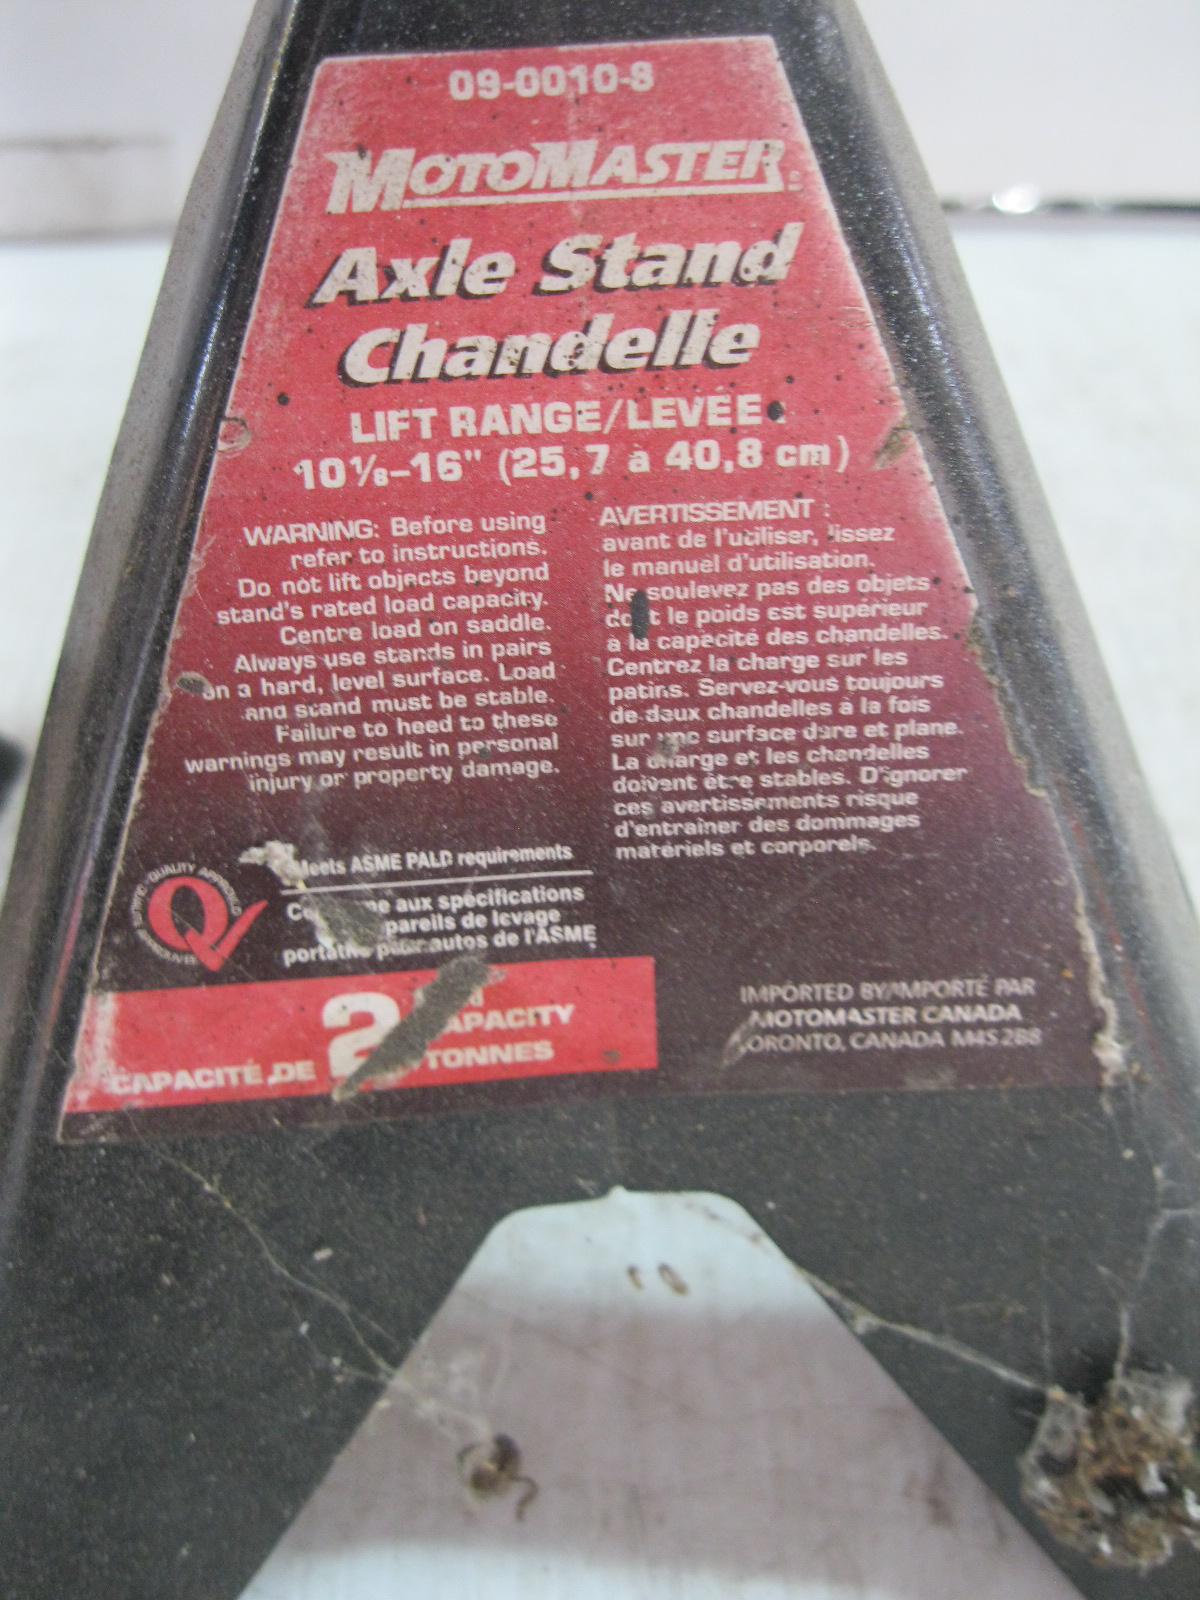 09-0010-8
MOTOMASTER
Axle Stand
Chandelle
LIFT RANGE/LEVÉE :
10⅛–16" (25,7 à 40,8 cm)
WARNING: Before using
refer to instructions.
Do not lift objects beyond
stand's rated load capacity.
Centre load on saddle.
Always use stands in pairs
on a hard, level surface. Load
and stand must be stable.
Failure to heed to these
warnings may result in personal
injury or property damage.
AVERTISSEMENT :
avant de l'utiliser, lissez
le manuel d'utilisation.
Ne soulevez pas des objets
dont le poids est supérieur
à la capacité des chandelles.
Centrez la charge sur les
patins. Servez-vous toujours
de deux chandelles à la fois
sur une surface dure et plane.
La charge et les chandelles
doivent être stables. D'ignorer
ces avertissements risque
d'entraîner des dommages
matériels et corporels.
QUALITY APPROVED
Q
Meets ASME PALD requirements
Conforme aux spécifications
pareils de levage
portatifs pour autos de l'ASME
2
CAPACITY
CAPACITÉ DE
TONNES
IMPORTED BY/IMPORTÉ PAR
MOTOMASTER CANADA
TORONTO, CANADA M4S 2B8